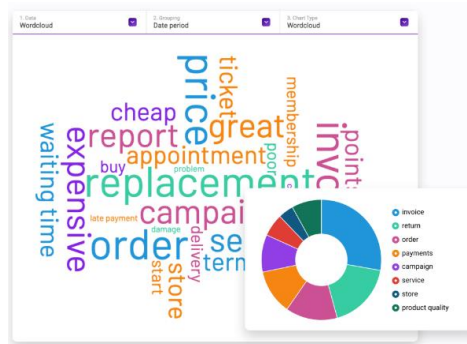 1. Data
Wordcloud
2. Grouping
Date period
3. Chart Type
Wordcloud
price
ticket
membership
cheap
great
report
invo
points
waiting time
expensive
appointment
poor
buy
problem
replacement
late payment
campai
damage
order
se
delivery
tern
start
store
invoice
return
order
payments
campaign
service
store
product quality